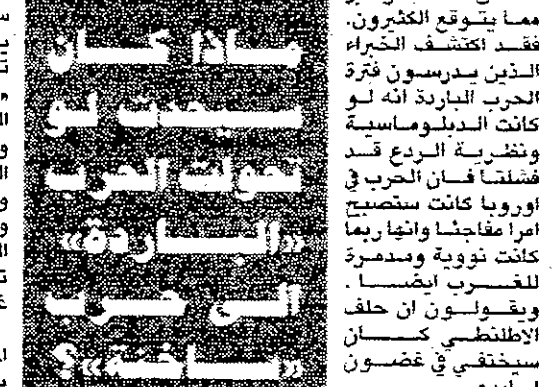 مما يتوقع الكثيرون.
فقد اكتشف الخبراء
الذين يدرسون فترة
الحرب الباردة انه لو
كانت الدبلوماسية
ونظرية الردع قد
فشلتا فان الحرب في
اوروبا كانت ستصبح
امرا مفاجئا وانها ربما
كانت نووية ومدمرة
للغرب ايضا .
ويقولون ان حلف
الاطلنطي كان
سيختفي في غضون
ماذا كان
سيحدث لو
تحولت الحرب
«الباردة»
الى حرب
«ساخنة»؟